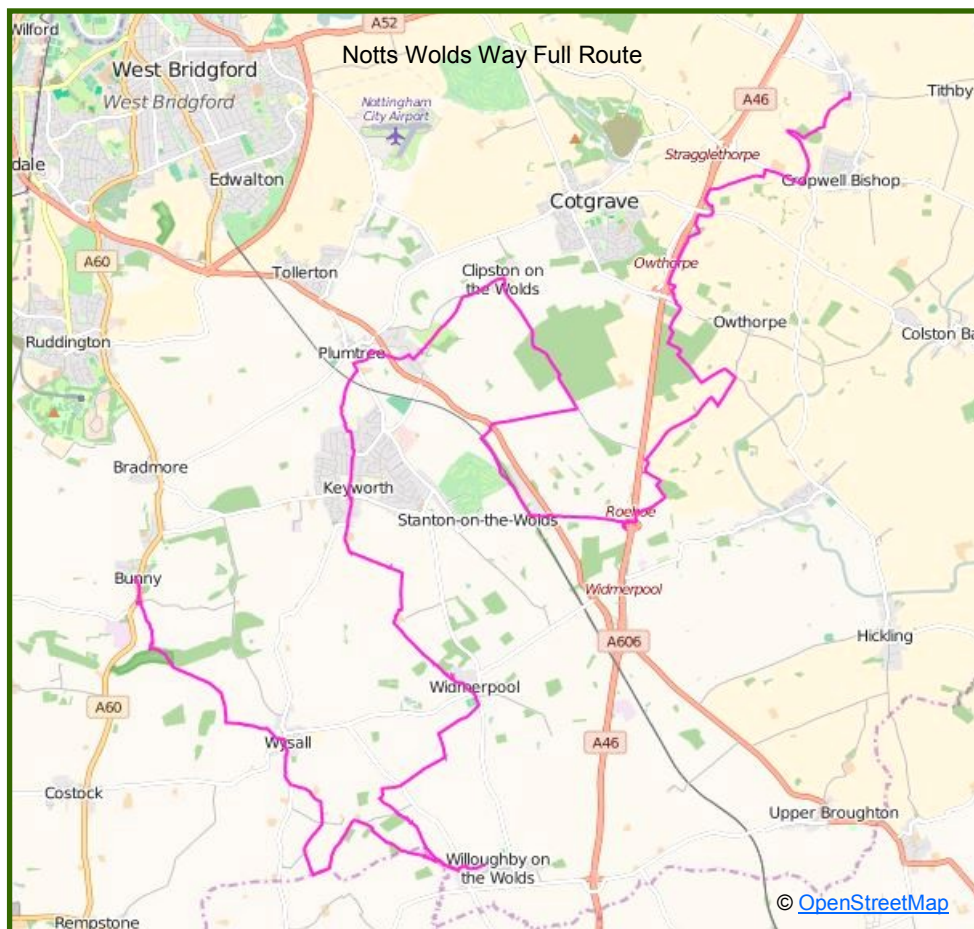 Wilford
A52
Notts Wolds Way Full Route
West Bridgford
West Bridgford
Nottingham
City Airport
A46
Tithby
Stragglethorpe
dale
Edwalton
Cropwell Bishop
Cotgrave
A60
Tollerton
Clipston on
the Wolds
Owthorpe
Owthorpe
Colston Ba
Ruddington
Plumtree
Bradmore
Keyworth
Stanton-on-the-Wolds
Roehoe
Bunny
Widmerpool
A606
Hickling
Widmerpool
A60
Wysall
A46
Costock
Upper Broughton
Willoughby on
the Wolds
© OpenStreetMap
Rempstone